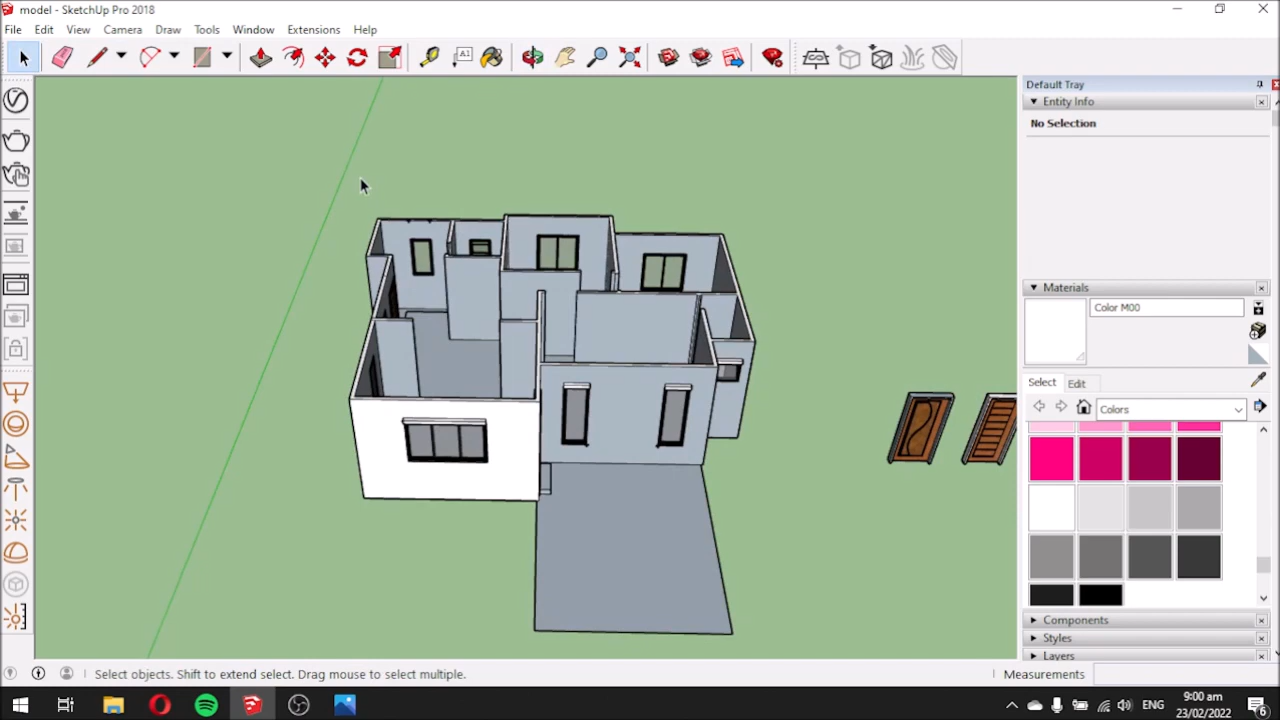 model - SketchUp Pro 2018
File Edit View Camera Draw Tools Window Extensions Help
A1
Default Tray
Entity Info
No Selection
Materials
Color M00
Select Edit
Colors
Components
Styles
Layers
Select objects. Shift to extend select. Drag mouse to select multiple.
Measurements
ENG
9:00 am
23/02/2022
6